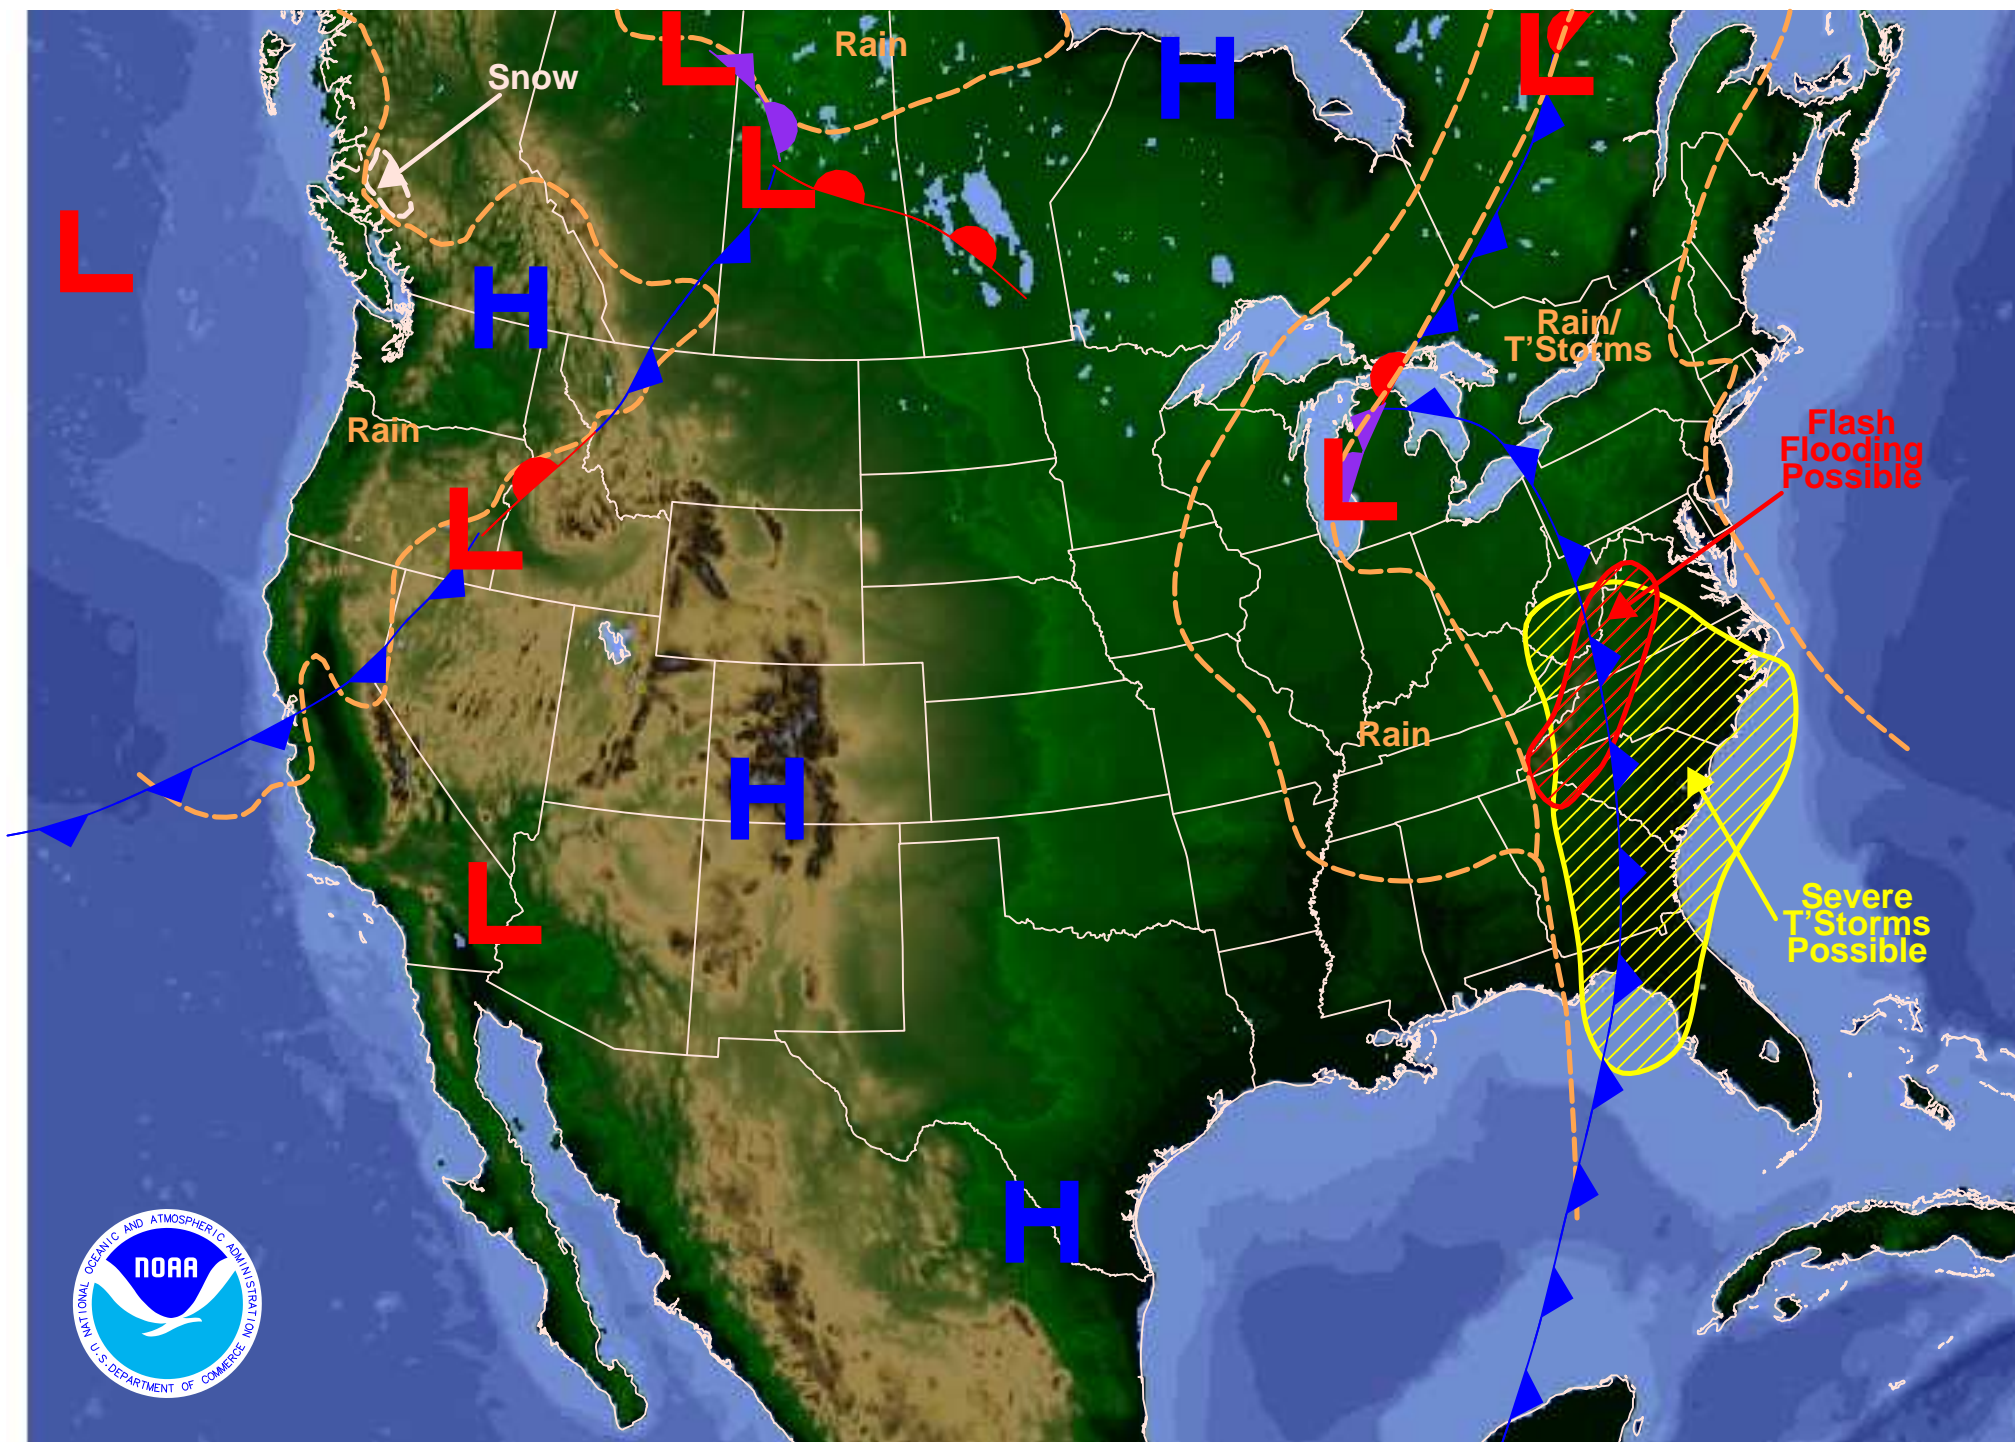 Rain
Snow
H
L
L
L
L
H
Rain/
T'Storms
Flash
Flooding
Possible
Rain
L
L
Rain
H
L
Severe
T'Storms
Possible
H
NATIONAL OCEANIC AND ATMOSPHERIC ADMINISTRATION
NOAA
U.S. DEPARTMENT OF COMMERCE